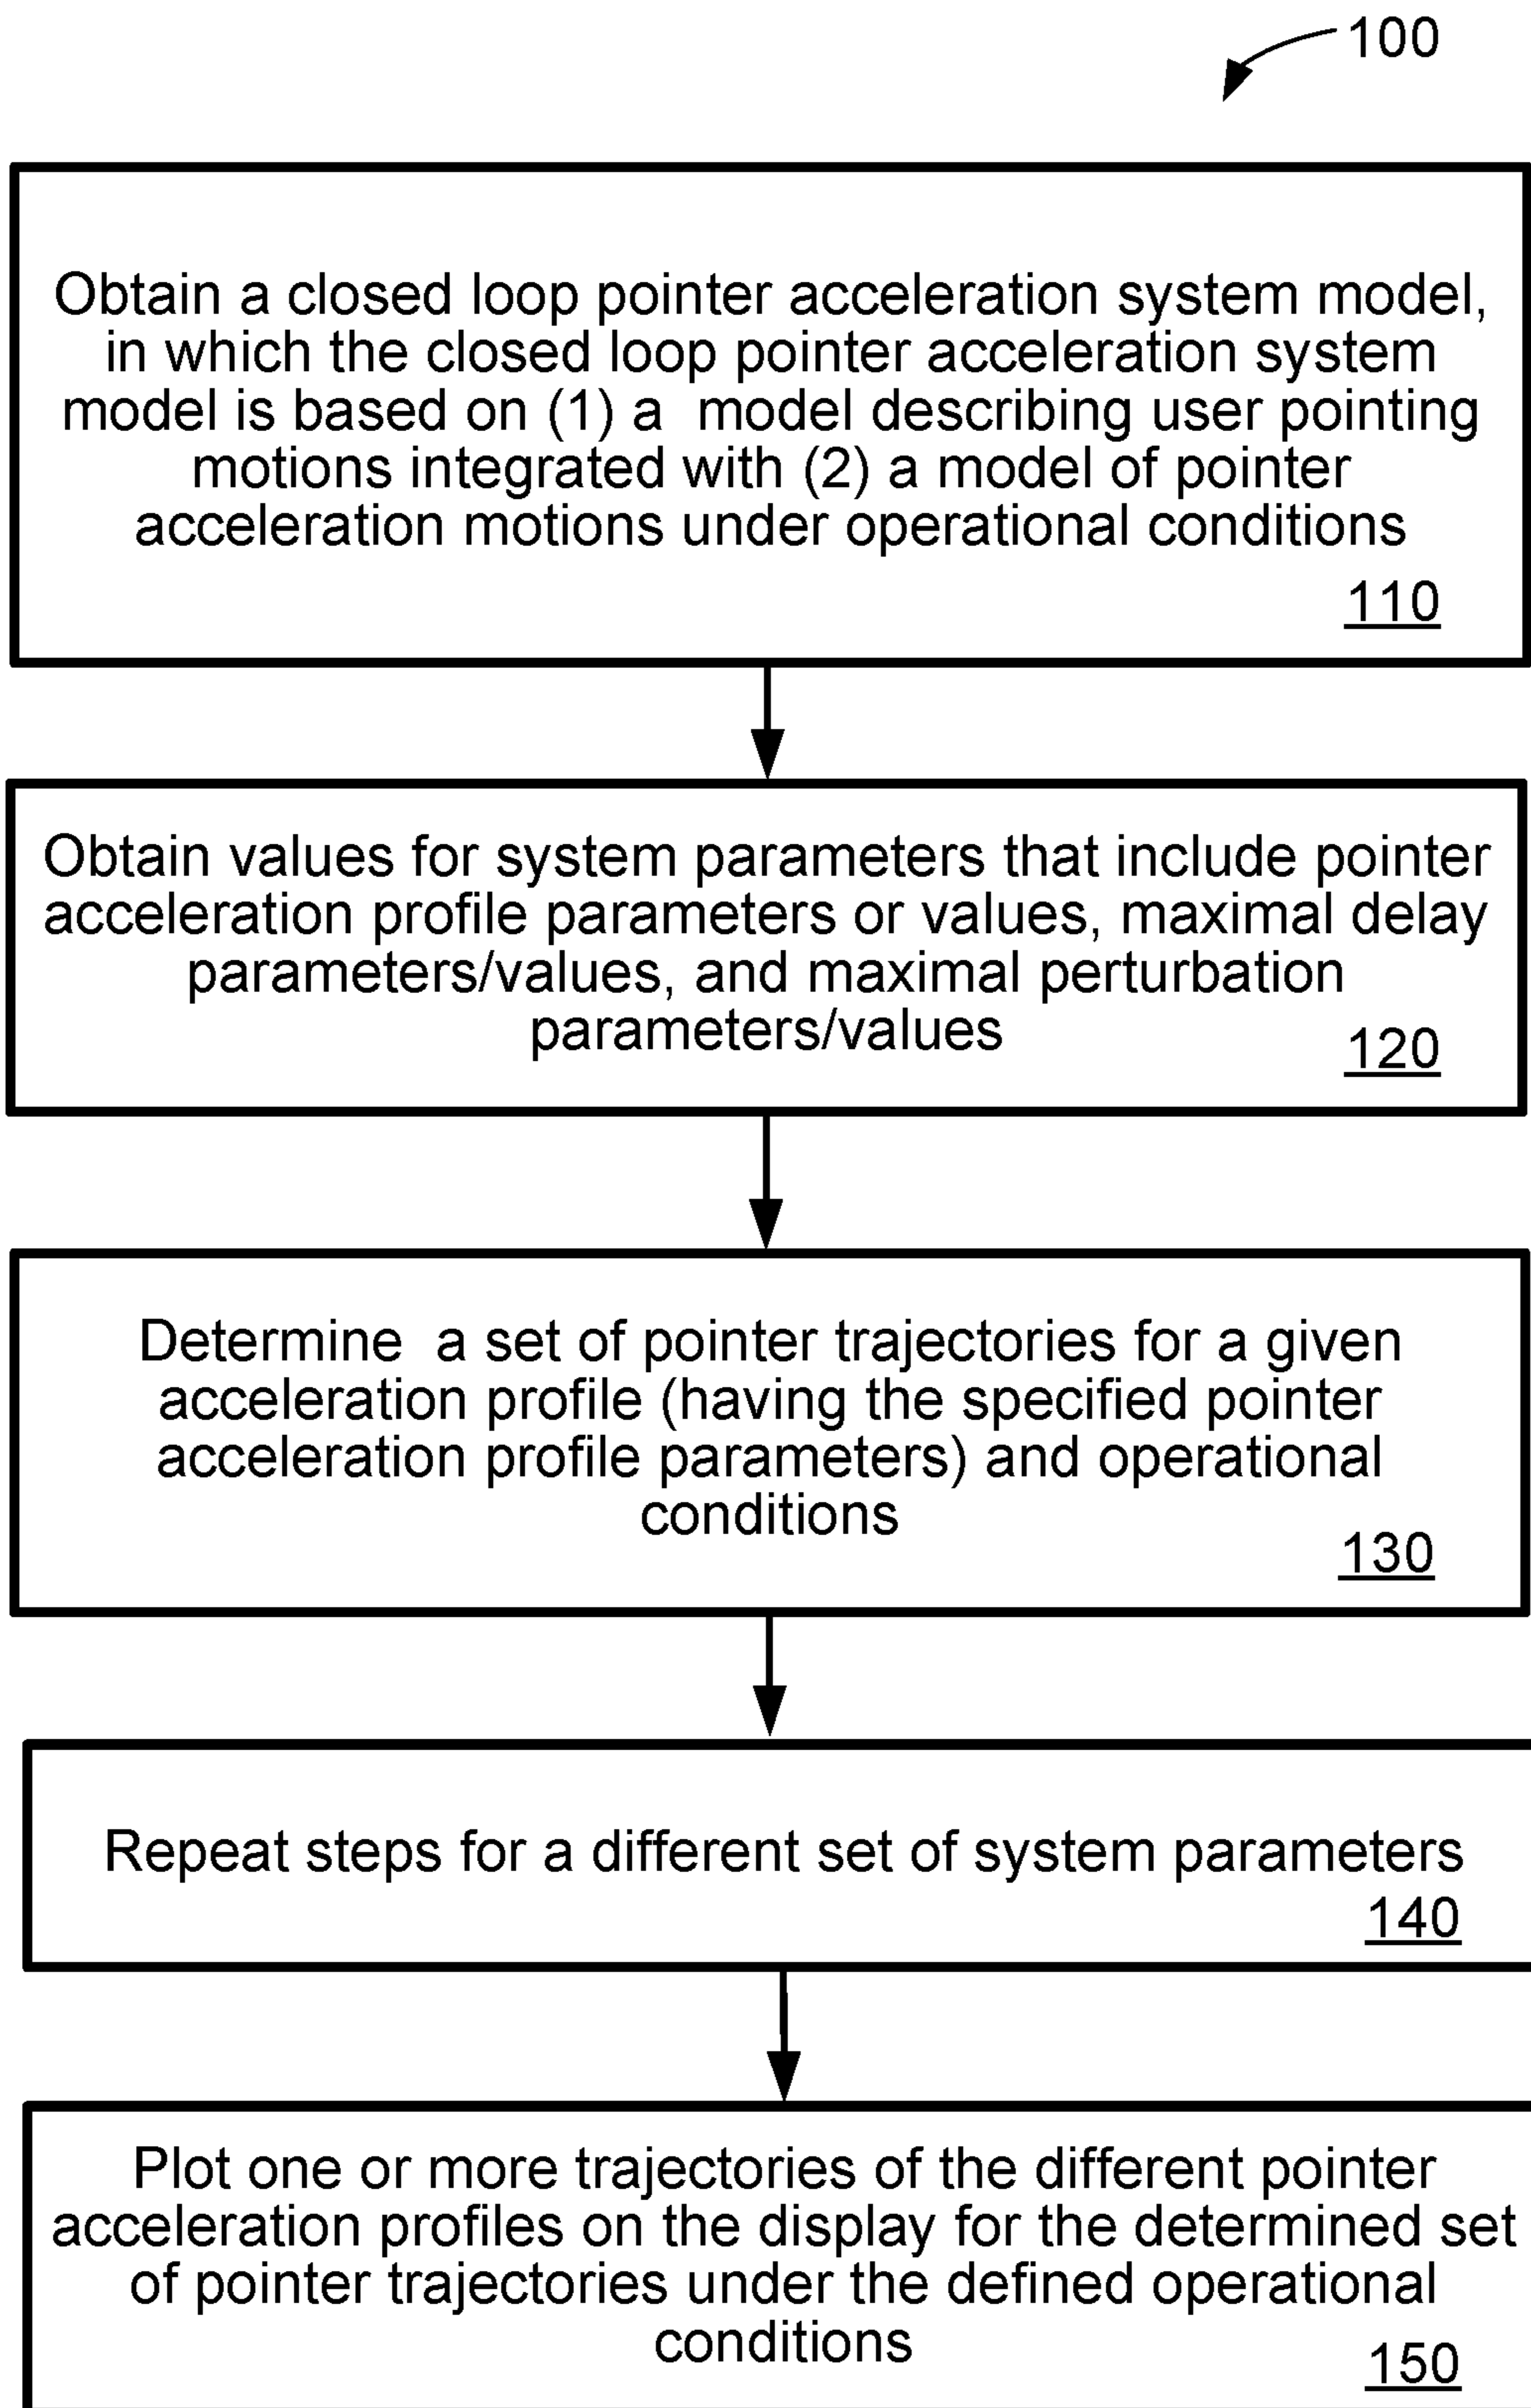 100
Obtain a closed loop pointer acceleration system model,
in which the closed loop pointer acceleration system
model is based on (1) a model describing user pointing
motions integrated with (2) a model of pointer
acceleration motions under operational conditions
110
Obtain values for system parameters that include pointer
acceleration profile parameters or values, maximal delay
parameters/values, and maximal perturbation
parameters/values
120
Determine a set of pointer trajectories for a given
acceleration profile (having the specified pointer
acceleration profile parameters) and operational
conditions
130
Repeat steps for a different set of system parameters
140
Plot one or more trajectories of the different pointer
acceleration profiles on the display for the determined set
of pointer trajectories under the defined operational
conditions
150